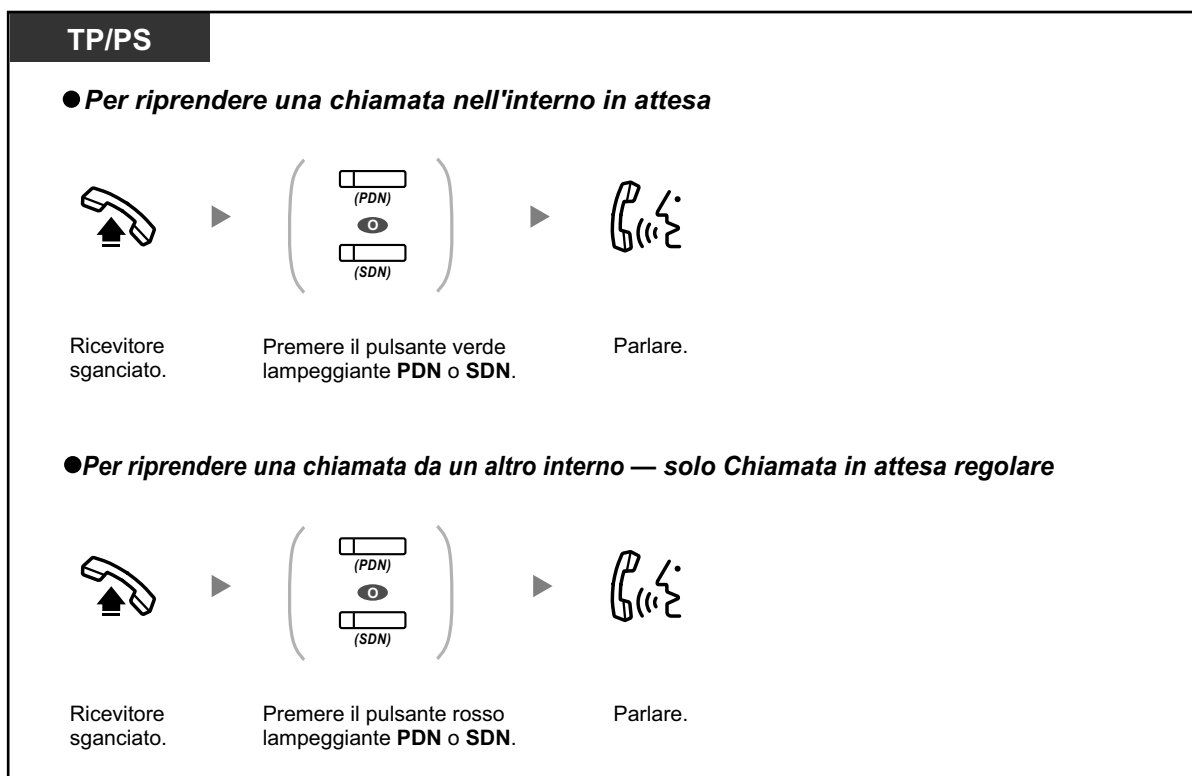 TP/PS
●Per riprendere una chiamata nell'interno in attesa
(PDN)
O
(SDN)
Ricevitore
sganciato.
Premere il pulsante verde
lampeggiante PDN o SDN.
Parlare.
●Per riprendere una chiamata da un altro interno — solo Chiamata in attesa regolare
(PDN)
O
(SDN)
Ricevitore
sganciato.
Premere il pulsante rosso
lampeggiante PDN o SDN.
Parlare.